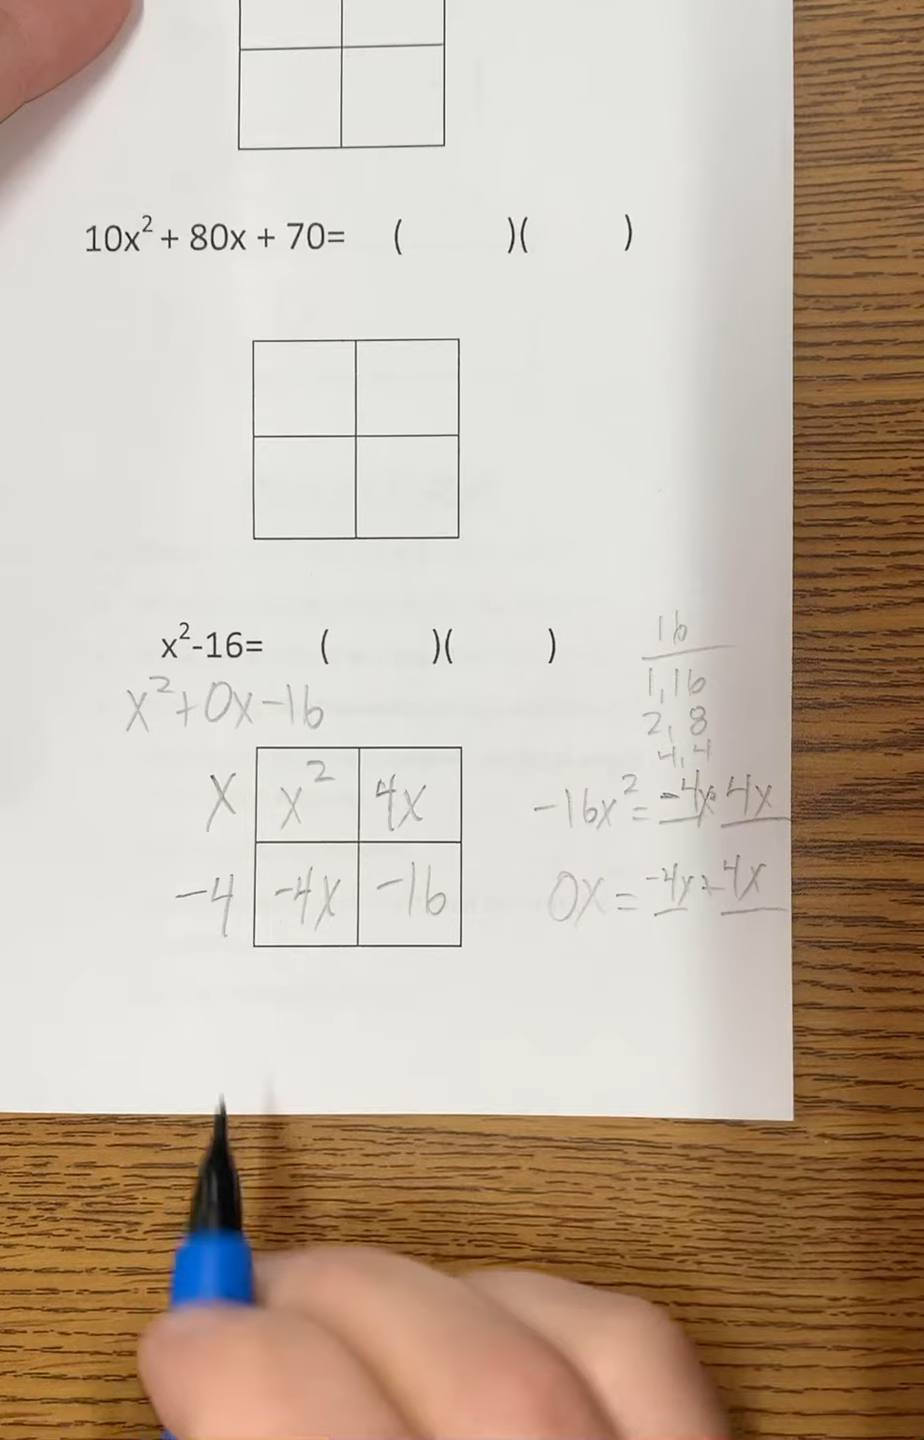 10x² + 80x + 70= ( )( )
x²-16= ( )( )
x²+0x-16
16
1, 16
2, 8
4, 4
x x² 4x
-4 -4x -16
-16x² = -4x · 4x
0x = -4x + 4x